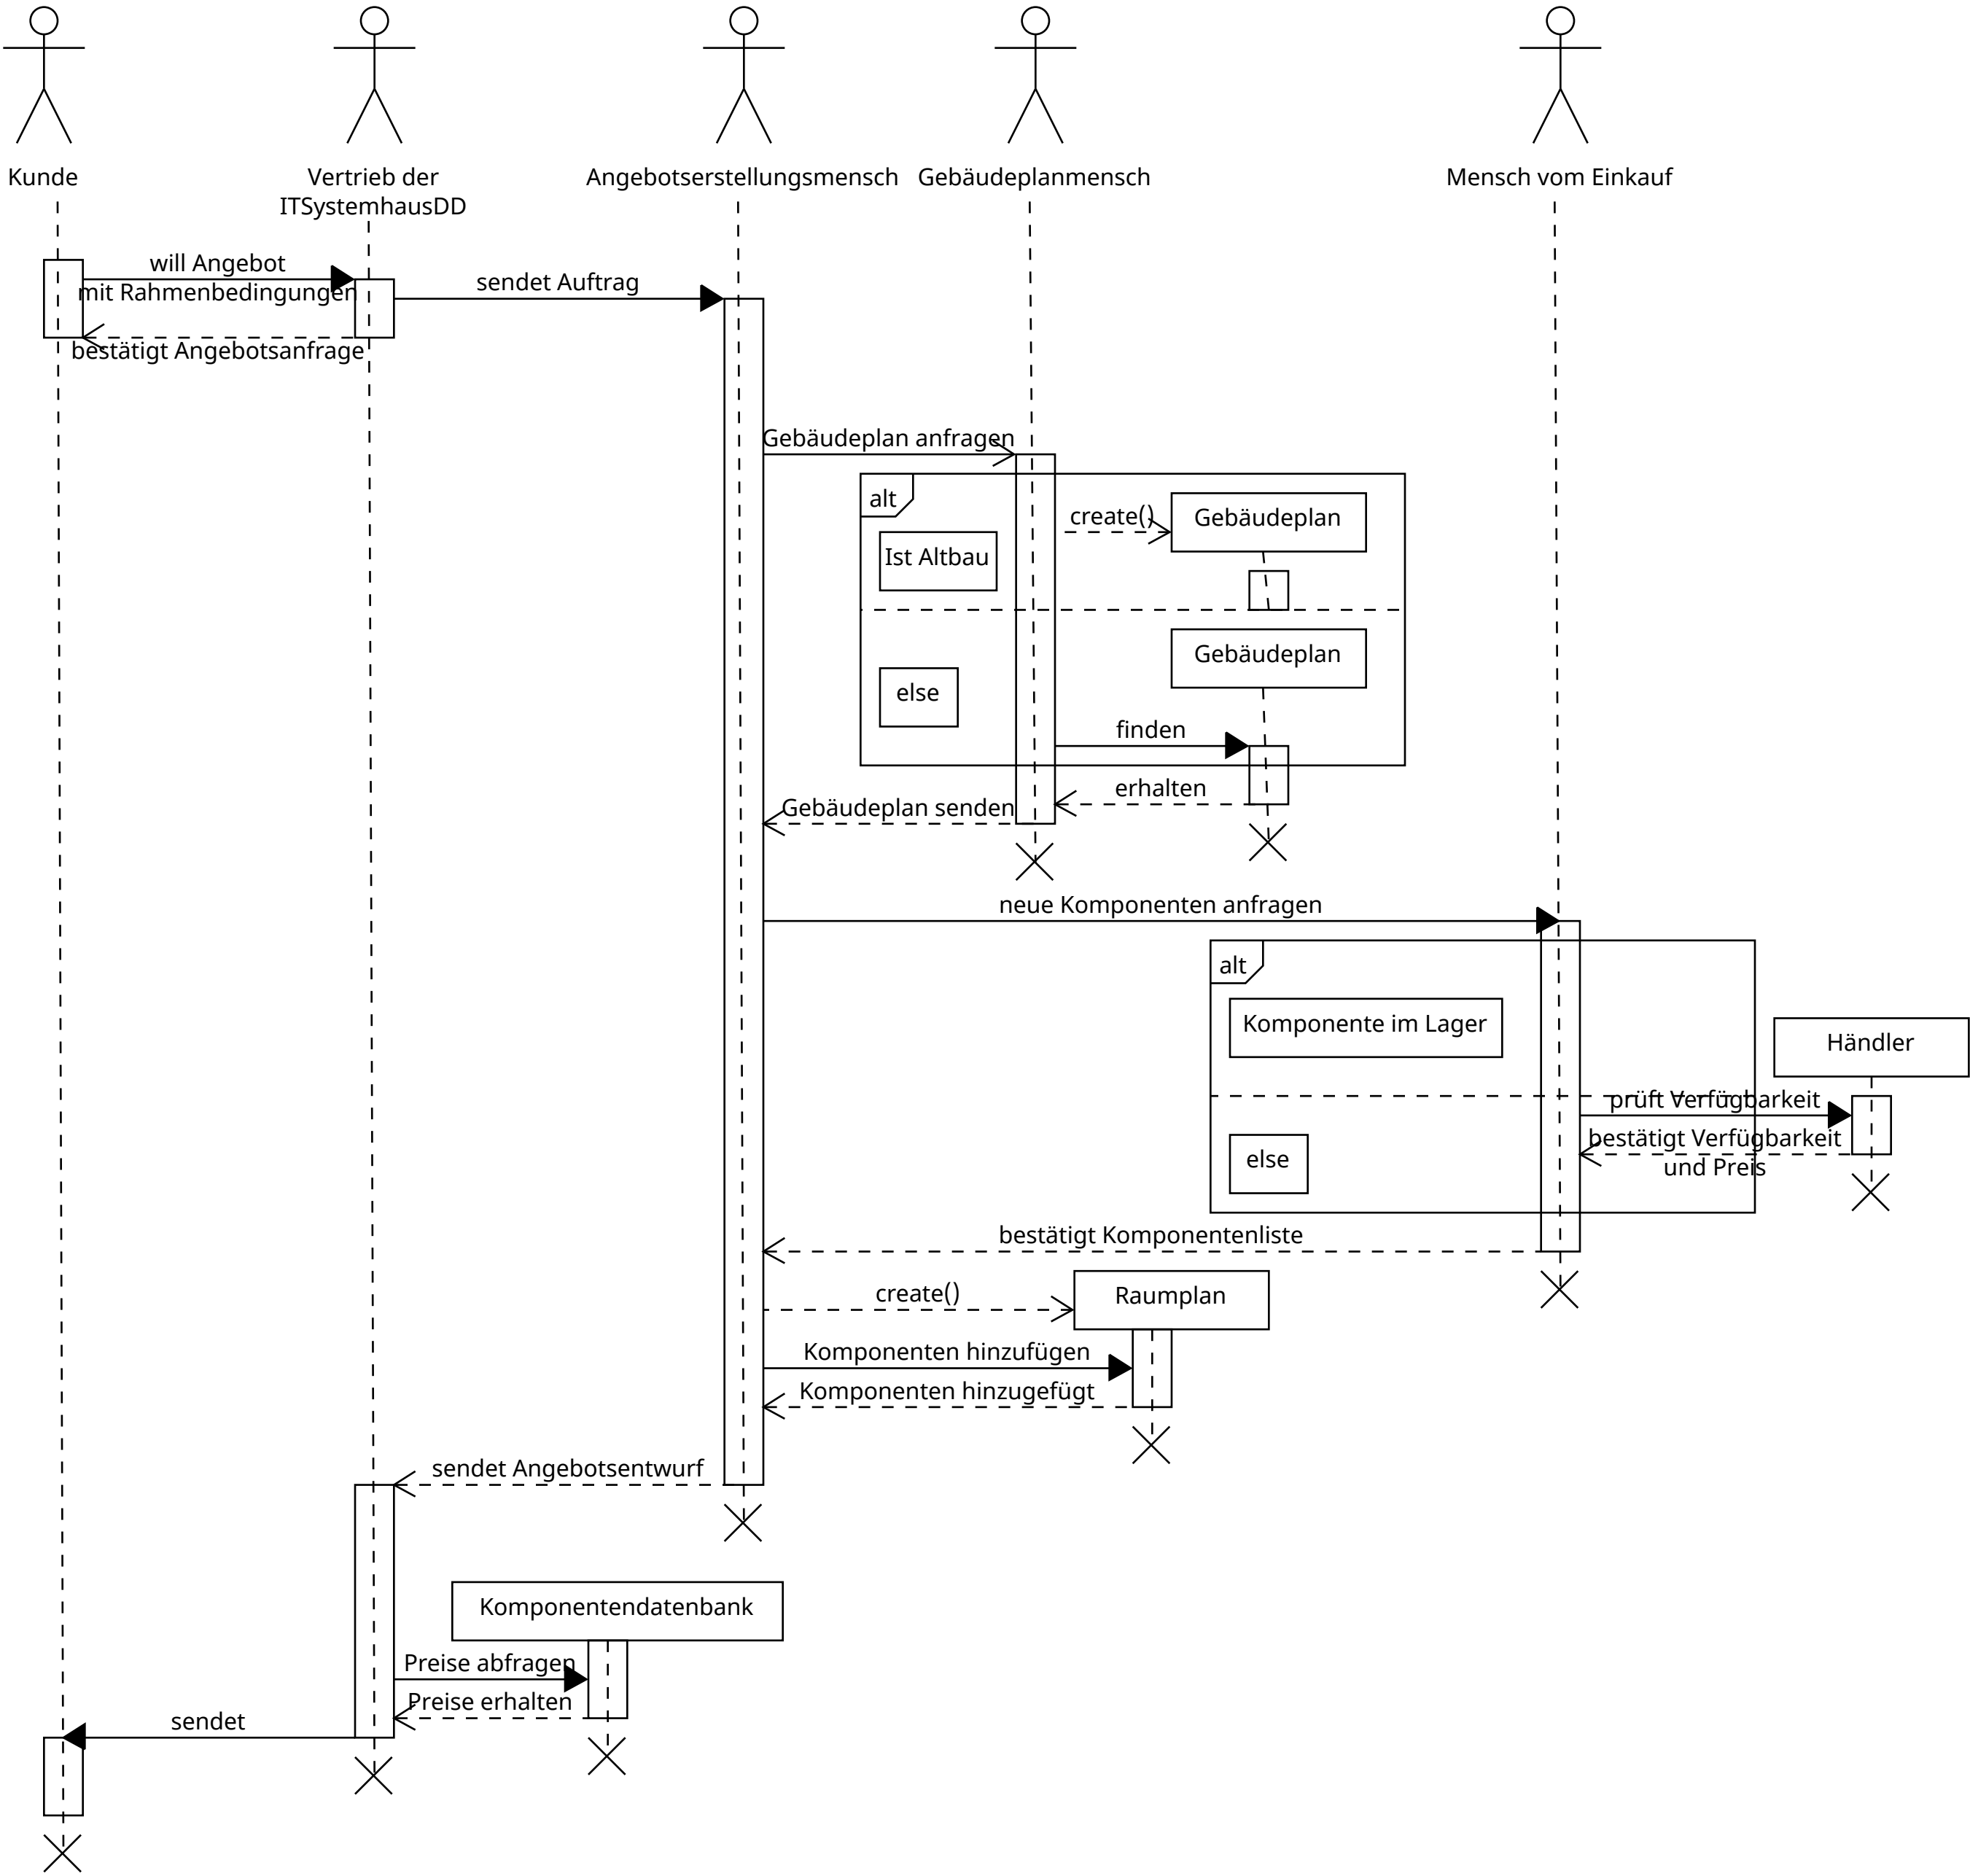 Kunde
Vertrieb der
ITSystemhausDD
Angebotserstellungsmensch
Gebäudeplanmensch
Mensch vom Einkauf
will Angebot
mit Rahmenbedingungen
sendet Auftrag
bestätigt Angebotsanfrage
Gebäudeplan anfragen
alt
create()
Gebäudeplan
Ist Altbau
Gebäudeplan
else
finden
erhalten
Gebäudeplan senden
neue Komponenten anfragen
alt
Komponente im Lager
Händler
prüft Verfügbarkeit
bestätigt Verfügbarkeit
und Preis
else
bestätigt Komponentenliste
create()
Raumplan
Komponenten hinzufügen
Komponenten hinzugefügt
sendet Angebotsentwurf
Komponentendatenbank
Preise abfragen
Preise erhalten
sendet